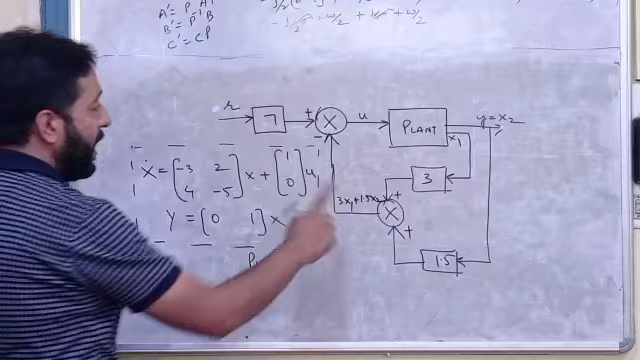 A' = P⁻¹AP
B' = P⁻¹B
C' = CP
r
7
+
X
u
PLANT
y = x₂
x₁
3
+
3x₁+1.5x₂
X
+
1.5
ẋ = [-3 2; 4 -5] x + [1; 0] u
Y = [0 1] x
P